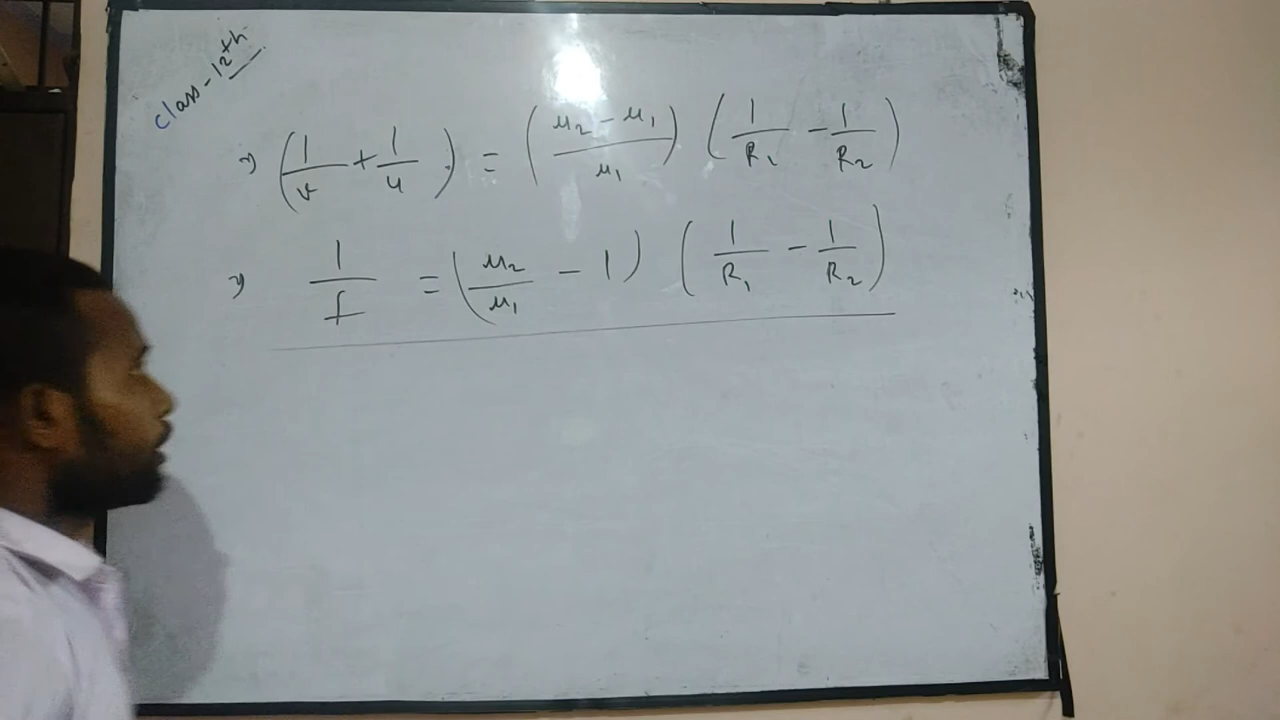 Class-12th
⇒ (1/v + 1/u) = (μ2 - μ1 / μ1) (1/R1 - 1/R2)
⇒ 1/f = (μ2/μ1 - 1) (1/R1 - 1/R2)